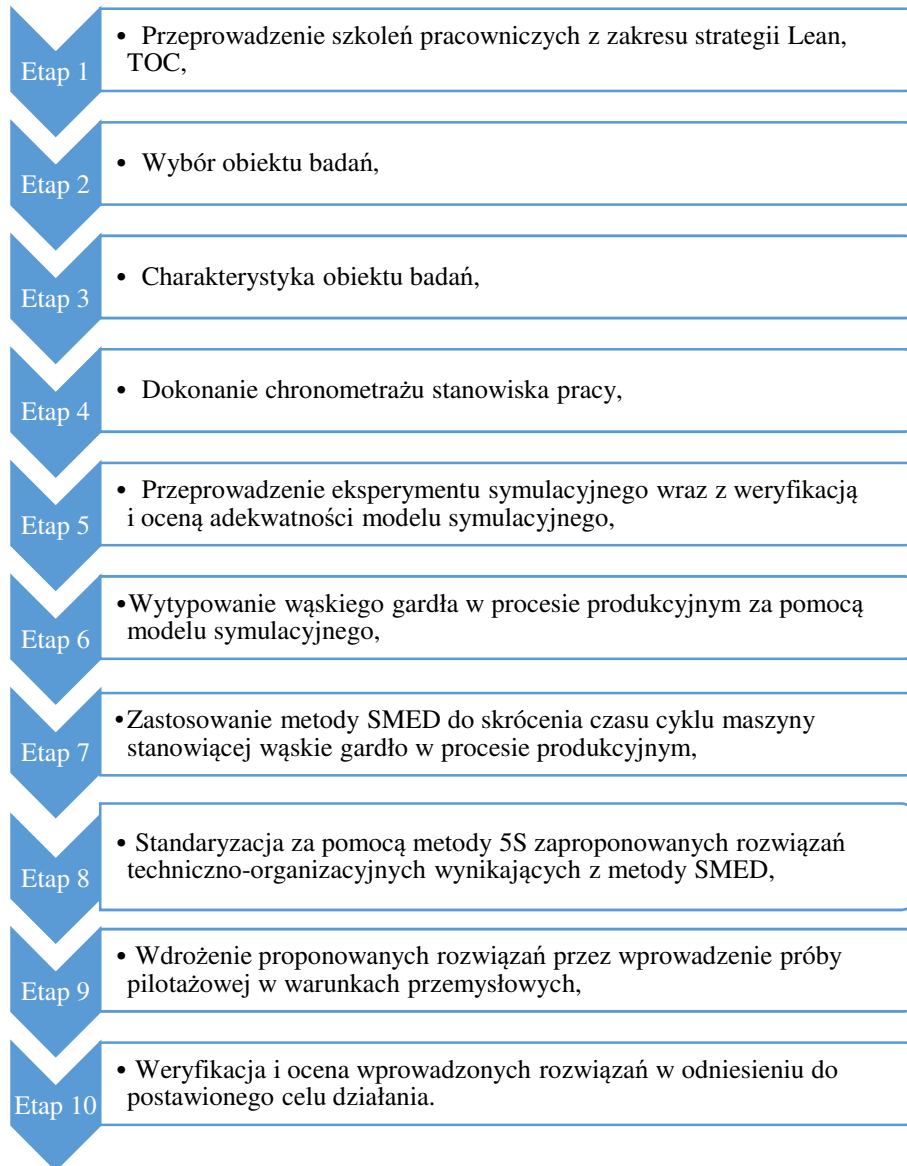 Etap 1
• Przeprowadzenie szkoleń pracowniczych z zakresu strategii Lean,
TOC,
Etap 2
• Wybór obiektu badań,
Etap 3
• Charakterystyka obiektu badań,
Etap 4
• Dokonanie chronometrażu stanowiska pracy,
Etap 5
• Przeprowadzenie eksperymentu symulacyjnego wraz z weryfikacją
i oceną adekwatności modelu symulacyjnego,
Etap 6
•Wytypowanie wąskiego gardła w procesie produkcyjnym za pomocą
modelu symulacyjnego,
Etap 7
•Zastosowanie metody SMED do skrócenia czasu cyklu maszyny
stanowiącej wąskie gardło w procesie produkcyjnym,
Etap 8
• Standaryzacja za pomocą metody 5S zaproponowanych rozwiązań
techniczno-organizacyjnych wynikających z metody SMED,
Etap 9
• Wdrożenie proponowanych rozwiązań przez wprowadzenie próby
pilotażowej w warunkach przemysłowych,
Etap 10
• Weryfikacja i ocena wprowadzonych rozwiązań w odniesieniu do
postawionego celu działania.